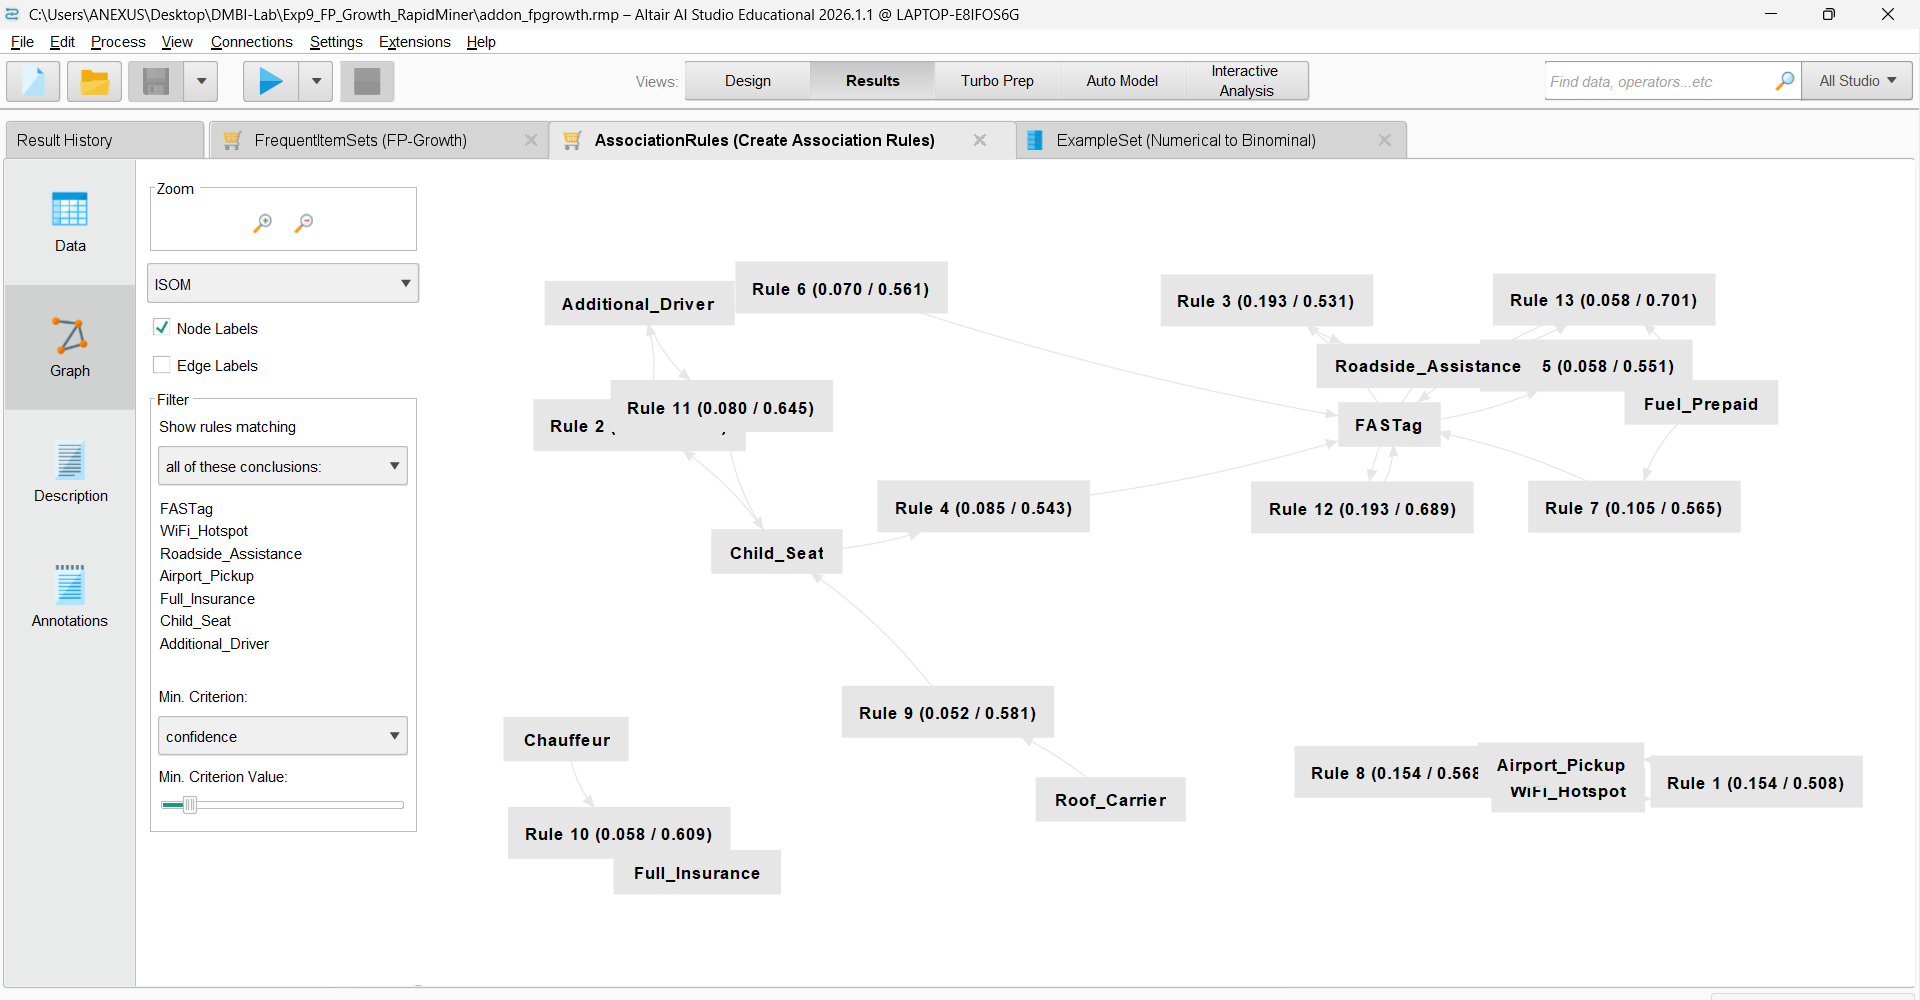 C:\Users\ANEXUS\Desktop\DMBI-Lab\Exp9_FP_Growth_RapidMiner\addon_fpgrowth.rmp – Altair AI Studio Educational 2026.1.1 @ LAPTOP-E8IFOS6G
File Edit Process View Connections Settings Extensions Help
Views: Design Results Turbo Prep Auto Model Interactive Analysis
Find data, operators...etc
All Studio
Result History
FrequentItemSets (FP-Growth)
AssociationRules (Create Association Rules)
ExampleSet (Numerical to Binominal)
Data
Graph
Description
Annotations
Zoom
ISOM
Node Labels
Edge Labels
Filter
Show rules matching
all of these conclusions:
FASTag
WiFi_Hotspot
Roadside_Assistance
Airport_Pickup
Full_Insurance
Child_Seat
Additional_Driver
Min. Criterion:
confidence
Min. Criterion Value:
Additional_Driver
Rule 6 (0.070 / 0.561)
Rule 3 (0.193 / 0.531)
Rule 13 (0.058 / 0.701)
Roadside_Assistance
5 (0.058 / 0.551)
Rule 11 (0.080 / 0.645)
Rule 2
Fuel_Prepaid
FASTag
Rule 4 (0.085 / 0.543)
Rule 12 (0.193 / 0.689)
Rule 7 (0.105 / 0.565)
Child_Seat
Rule 9 (0.052 / 0.581)
Chauffeur
Roof_Carrier
Rule 8 (0.154 / 0.568
Airport_Pickup
WiFi_Hotspot
Rule 1 (0.154 / 0.508)
Rule 10 (0.058 / 0.609)
Full_Insurance